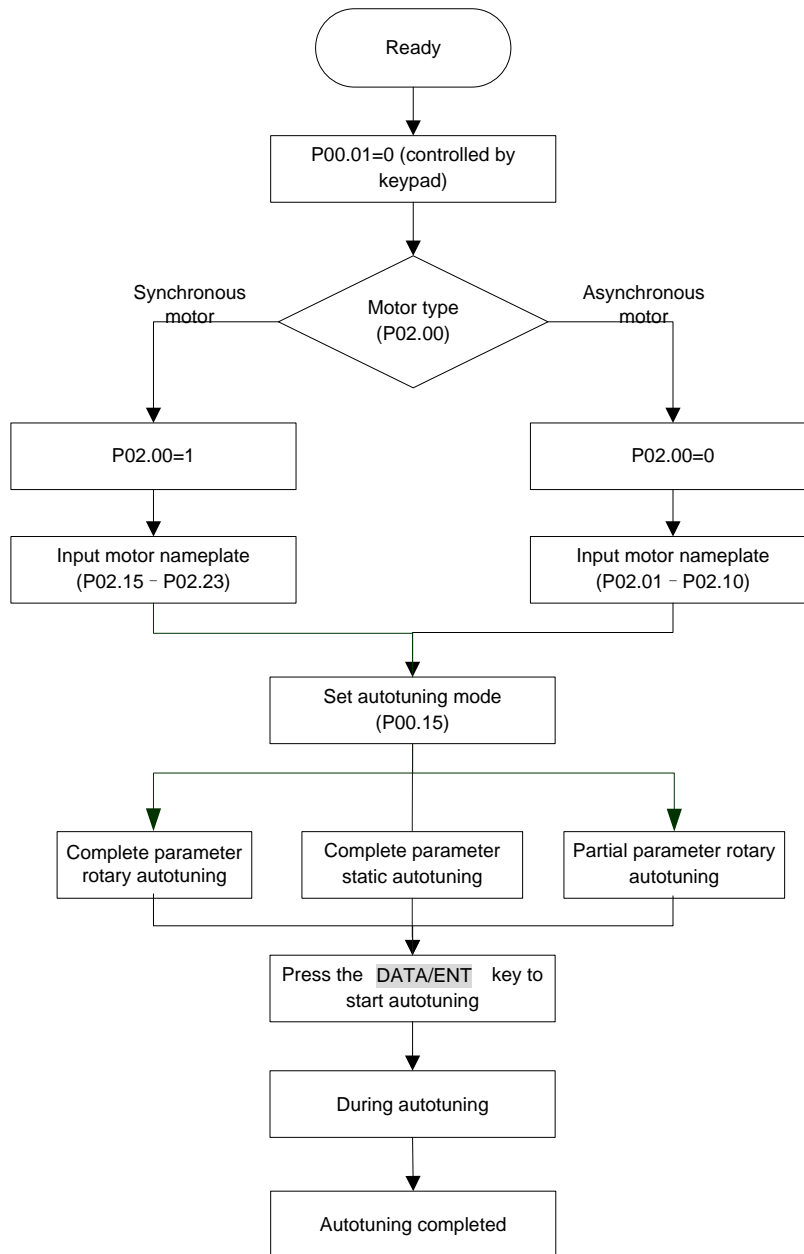 Ready
P00.01=0 (controlled by
keypad)
Synchronous
motor
Motor type
(P02.00)
Asynchronous
motor
P02.00=1
P02.00=0
Input motor nameplate
(P02.15－P02.23)
Input motor nameplate
(P02.01－P02.10)
Set autotuning mode
(P00.15)
Complete parameter
rotary autotuning
Complete parameter
static autotuning
Partial parameter rotary
autotuning
Press the DATA/ENT key to
start autotuning
During autotuning
Autotuning completed